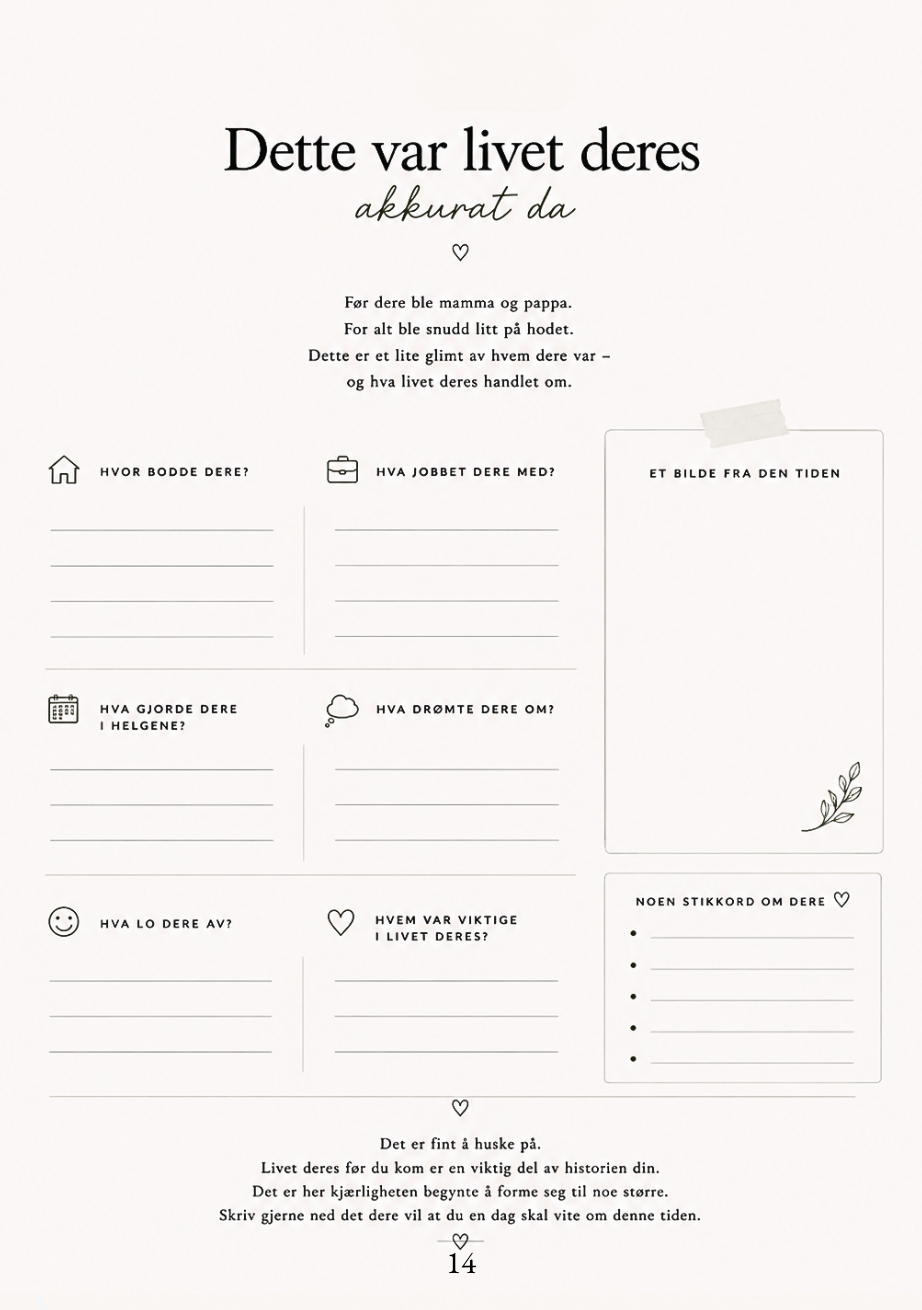 Dette var livet deres
akkurat da
Før dere ble mamma og pappa.
For alt ble snudd litt på hodet.
Dette er et lite glimt av hvem dere var –
og hva livet deres handlet om.
HVOR BODDE DERE?
HVA JOBBET DERE MED?
ET BILDE FRA DEN TIDEN
HVA GJORDE DERE
I HELGENE?
HVA DRØMTE DERE OM?
HVA LO DERE AV?
HVEM VAR VIKTIGE
I LIVET DERES?
NOEN STIKKORD OM DERE
Det er fint å huske på.
Livet deres før du kom er en viktig del av historien din.
Det er her kjærligheten begynte å forme seg til noe større.
Skriv gjerne ned det dere vil at du en dag skal vite om denne tiden.
14